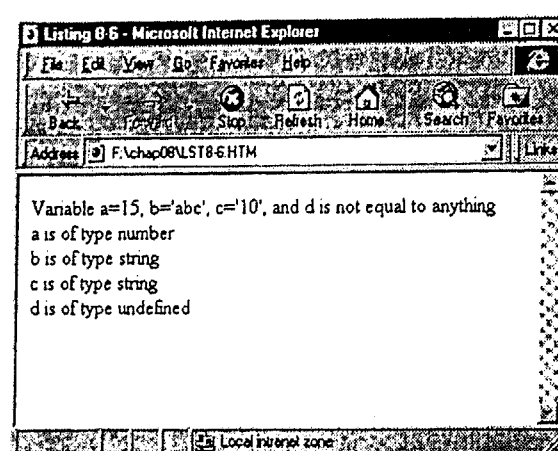 Listing 8-6 - Microsoft Internet Explorer
File Edit View Go Favorites Help
Back Forward Stop Refresh Home Search Favorites
Address F:\chap08\LST8-6.HTM Links
Variable a=15, b='abc', c='10', and d is not equal to anything
a is of type number
b is of type string
c is of type string
d is of type undefined
Local intranet zone